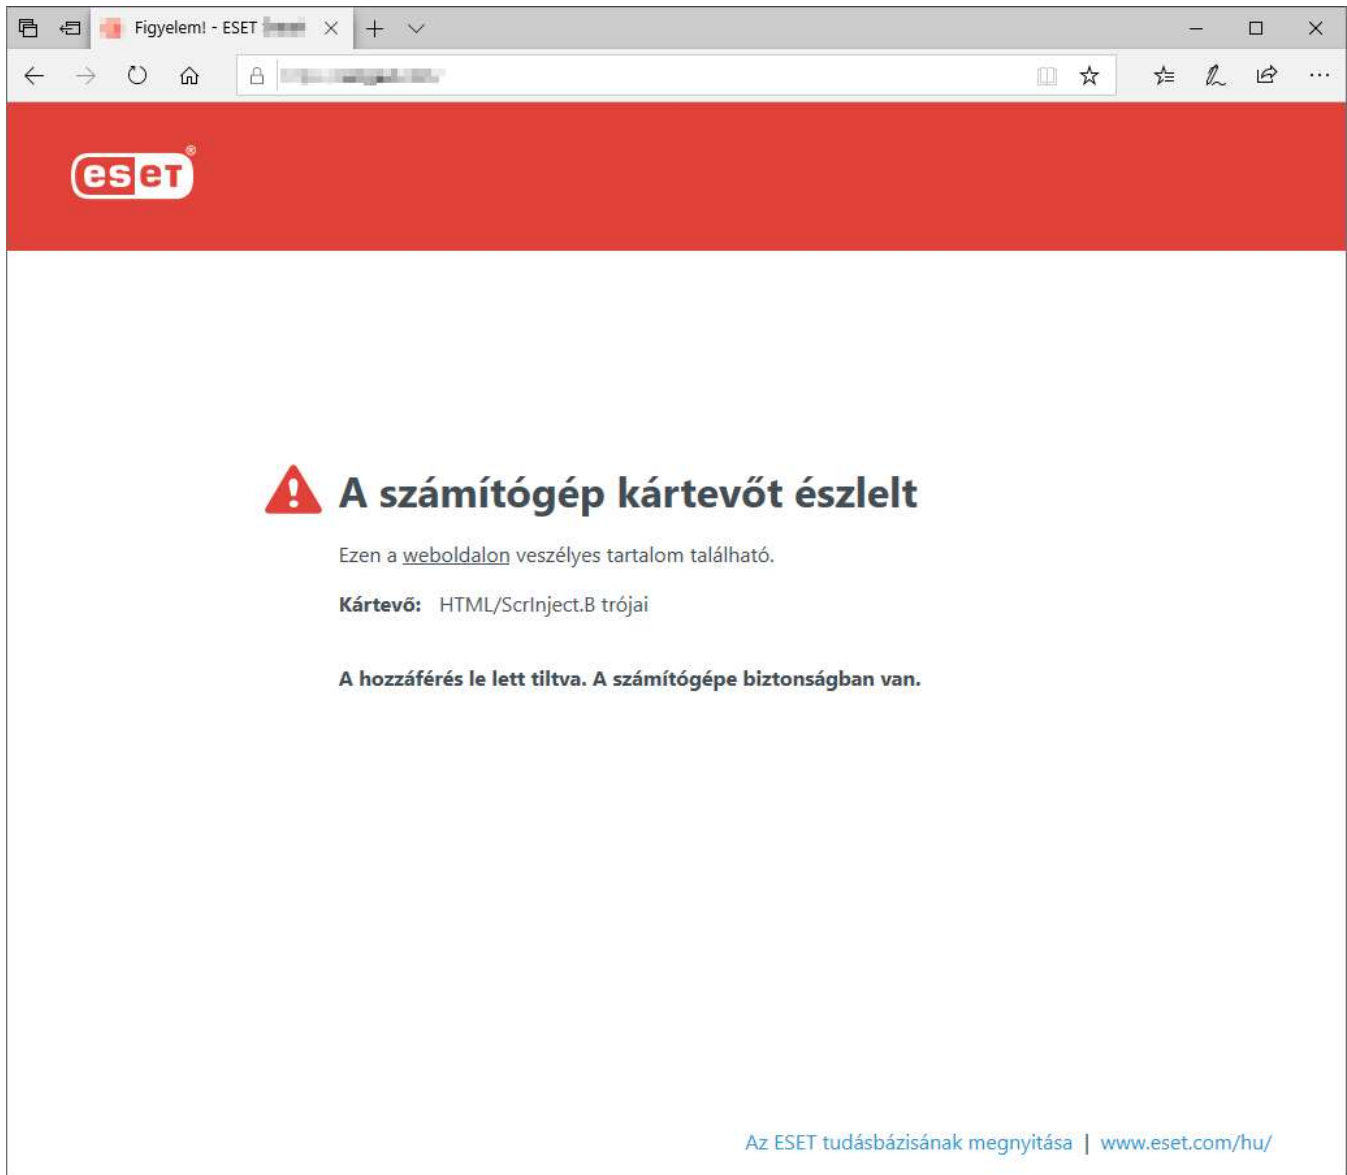 Figyelem! - ESET
eseT®
A számítógép kártevőt észlelt
Ezen a weboldalon veszélyes tartalom található.
Kártevő: HTML/ScrInject.B trójai
A hozzáférés le lett tiltva. A számítógépe biztonságban van.
Az ESET tudásbázisának megnyitása | www.eset.com/hu/